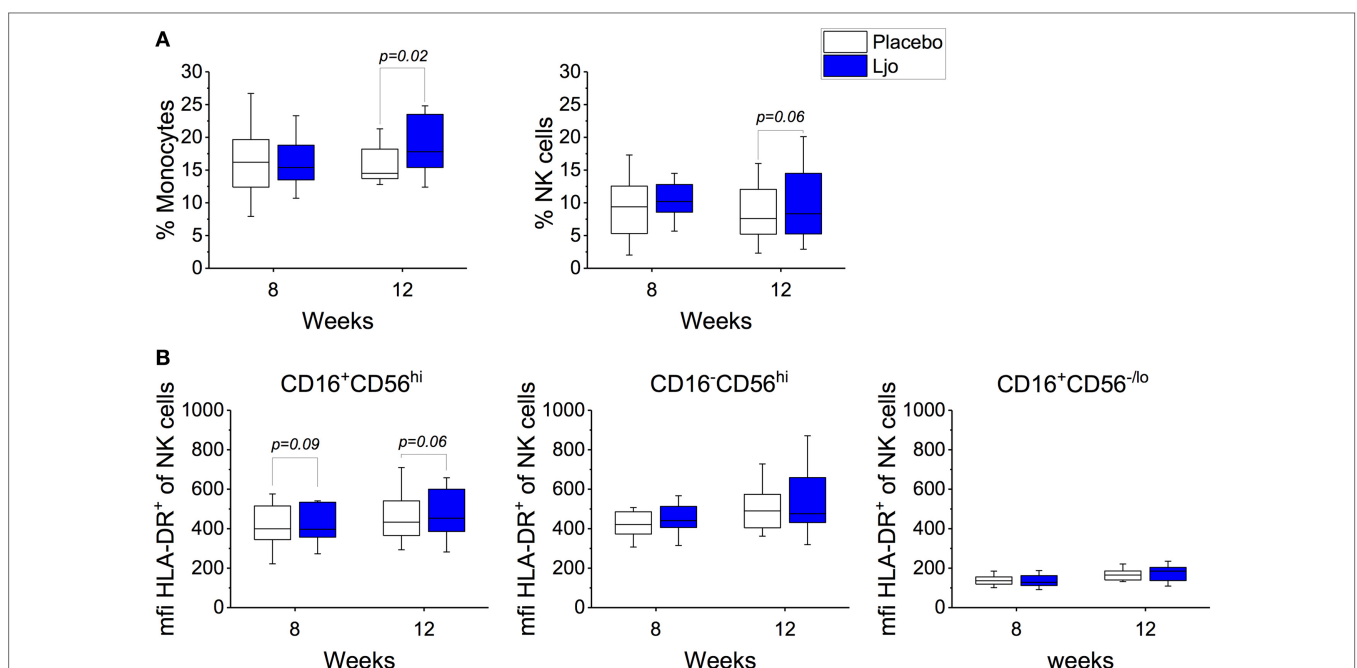 A
Placebo
Ljo
% Monocytes
30
25
20
15
10
5
0
p=0.02
8
12
Weeks
% NK cells
30
25
20
15
10
5
0
p=0.06
8
12
Weeks
B
CD16+CD56hi
mfi HLA-DR+ of NK cells
1000
800
600
400
200
0
p=0.09
p=0.06
8
12
Weeks
CD16-CD56hi
mfi HLA-DR+ of NK cells
1000
800
600
400
200
0
8
12
Weeks
CD16+CD56-/lo
mfi HLA-DR+ of NK cells
1000
800
600
400
200
0
8
12
weeks